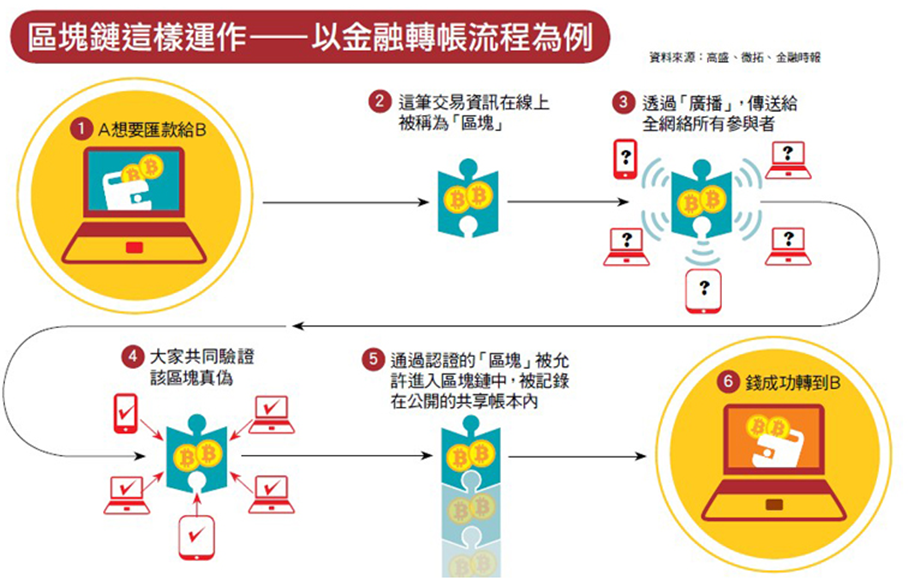 區塊鏈這樣運作——以金融轉帳流程為例
資料來源：高盛、微拓、金融時報
1 A想要匯款給B
2 這筆交易資訊在線上
被稱為「區塊」
3 透過「廣播」，傳送給
全網絡所有參與者
?
?
?
?
?
4 大家共同驗證
該區塊真偽
5 通過認證的「區塊」被允
許進入區塊鏈中，被記錄
在公開的共享帳本內
6 錢成功轉到B